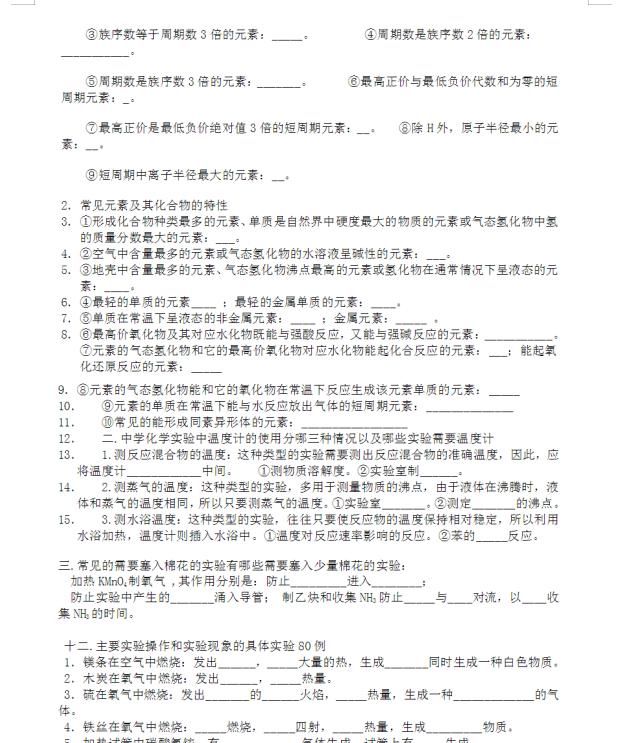 ③族序数等于周期数3倍的元素：_____。　④周期数是族序数2倍的元素：
___________。
⑤周期数是族序数3倍的元素：_______。　⑥最高正价与最低负价代数和为零的短
周期元素：_。
⑦最高正价是最低负价绝对值3倍的短周期元素：__。　⑧除H外，原子半径最小的元
素：__。
⑨短周期中离子半径最大的元素：__。
2. 常见元素及其化合物的特性
3. ①形成化合物种类最多的元素、单质是自然界中硬度最大的物质的元素或气态氢化物中氢
的质量分数最大的元素：___。
4. ②空气中含量最多的元素或气态氢化物的水溶液呈碱性的元素：___。
5. ③地壳中含量最多的元素、气态氢化物沸点最高的元素或氢化物在通常情况下呈液态的元
素：____。
6. ④最轻的单质的元素____ ；最轻的金属单质的元素：____。
7. ⑤单质在常温下呈液态的非金属元素：____ ；金属元素：_____ 。
8. ⑥最高价氧化物及其对应水化物既能与强酸反应，又能与强碱反应的元素：___________。
⑦元素的气态氢化物和它的最高价氧化物对应水化物能起化合反应的元素： ___；能起氧
化还原反应的元素：_____
9. ⑧元素的气态氢化物能和它的氧化物在常温下反应生成该元素单质的元素：_____
10. ⑨元素的单质在常温下能与水反应放出气体的短周期元素：______________
11. ⑩常见的能形成同素异形体的元素：_________________
12. 二.中学化学实验中温度计的使用分哪三种情况以及哪些实验需要温度计
13. 1.测反应混合物的温度：这种类型的实验需要测出反应混合物的准确温度，因此，应
将温度计____________中间。　①测物质溶解度。②实验室制______。
14. 2.测蒸气的温度：这种类型的实验，多用于测量物质的沸点，由于液体在沸腾时，液
体和蒸气的温度相同，所以只要测蒸气的温度。①实验室_______。②测定_______的沸点。
15. 3.测水浴温度：这种类型的实验，往往只要使反应物的温度保持相对稳定，所以利用
水浴加热，温度计则插入水浴中。①温度对反应速率影响的反应。②苯的_____反应。
三.常见的需要塞入棉花的实验有哪些需要塞入少量棉花的实验：
加热KMnO₄制氧气 ，其作用分别是：防止_________进入________；
防止实验中产生的_______涌入导管； 制乙炔和收集NH₃防止_____与____对流，以____收
集NH₃的时间。
十二.主要实验操作和实验现象的具体实验80例
1．镁条在空气中燃烧：发出______，_____大量的热，生成_______同时生成一种白色物质。
2．木炭在氧气中燃烧：发出______，_____热量。
3．硫在氧气中燃烧：发出_______的______火焰，_____热量，生成一种_____________的气
体。
4．铁丝在氧气中燃烧：_____燃烧，_____四射，_____热量，生成_________物质。